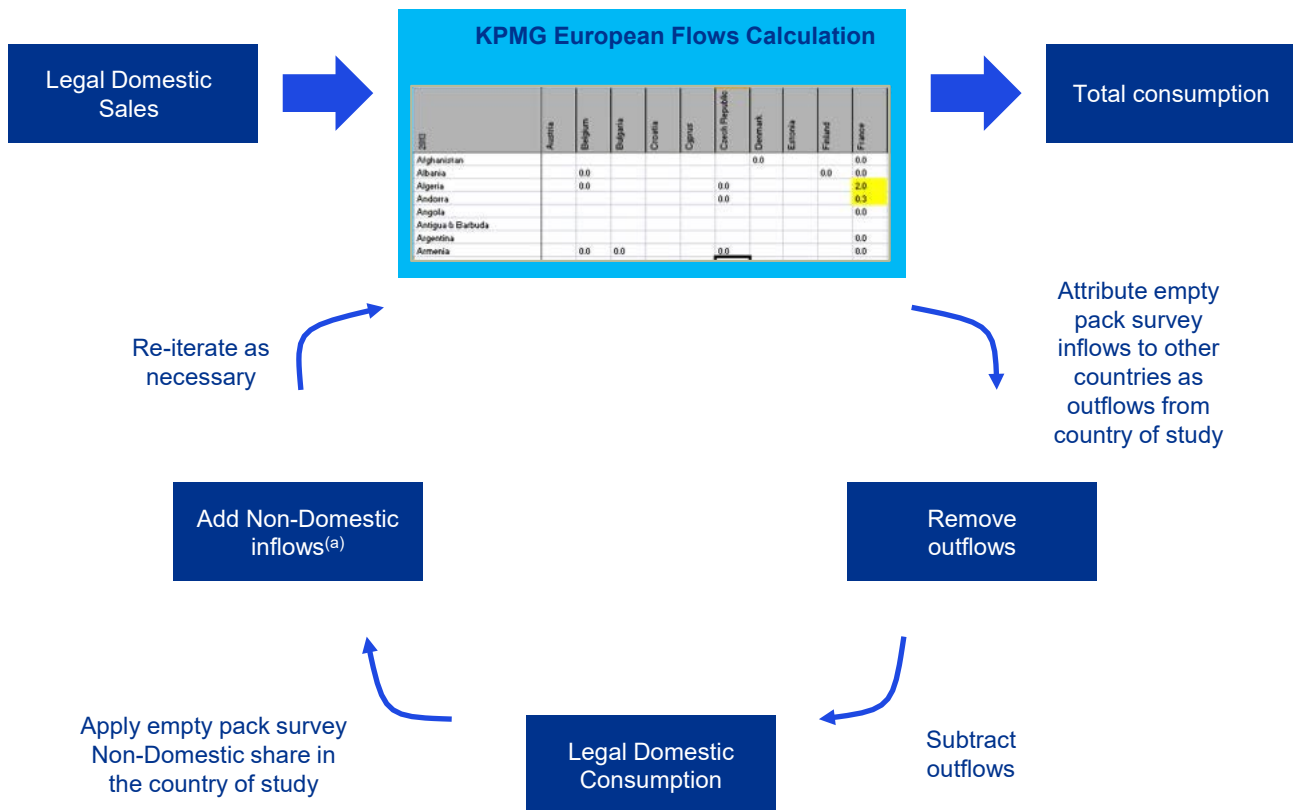 KPMG European Flows Calculation
Legal Domestic
Sales
Total consumption
2013 Austria Belgium Bulgaria Croatia Cyprus Czech Republic Denmark Estonia Finland France
Afghanistan 0.0 0.0
Albania 0.0 0.0 0.0
Algeria 0.0 0.0 2.0
Andorra 0.0 0.3
Angola 0.0
Antigua & Barbuda
Argentina 0.0
Armenia 0.0 0.0 0.0 0.0
Attribute empty
pack survey
inflows to other
countries as
outflows from
country of study
Re-iterate as
necessary
Add Non-Domestic
inflows(a)
Remove
outflows
Apply empty pack survey
Non-Domestic share in
the country of study
Legal Domestic
Consumption
Subtract
outflows